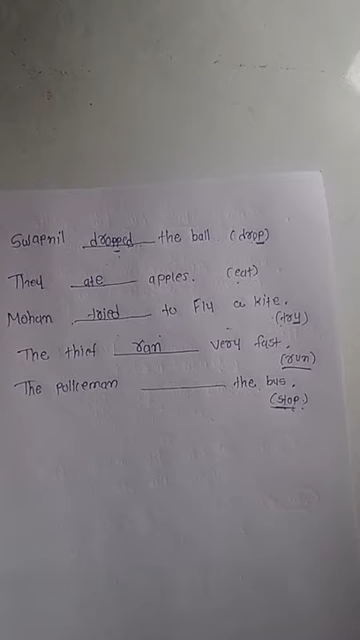 Swapnil dropped the ball (drop)
They ate apples. (eat)
Mohan tried to Fly a kite.
(try)
The thief ran very fast.
(run)
The policeman ________ the bus.
(stop)